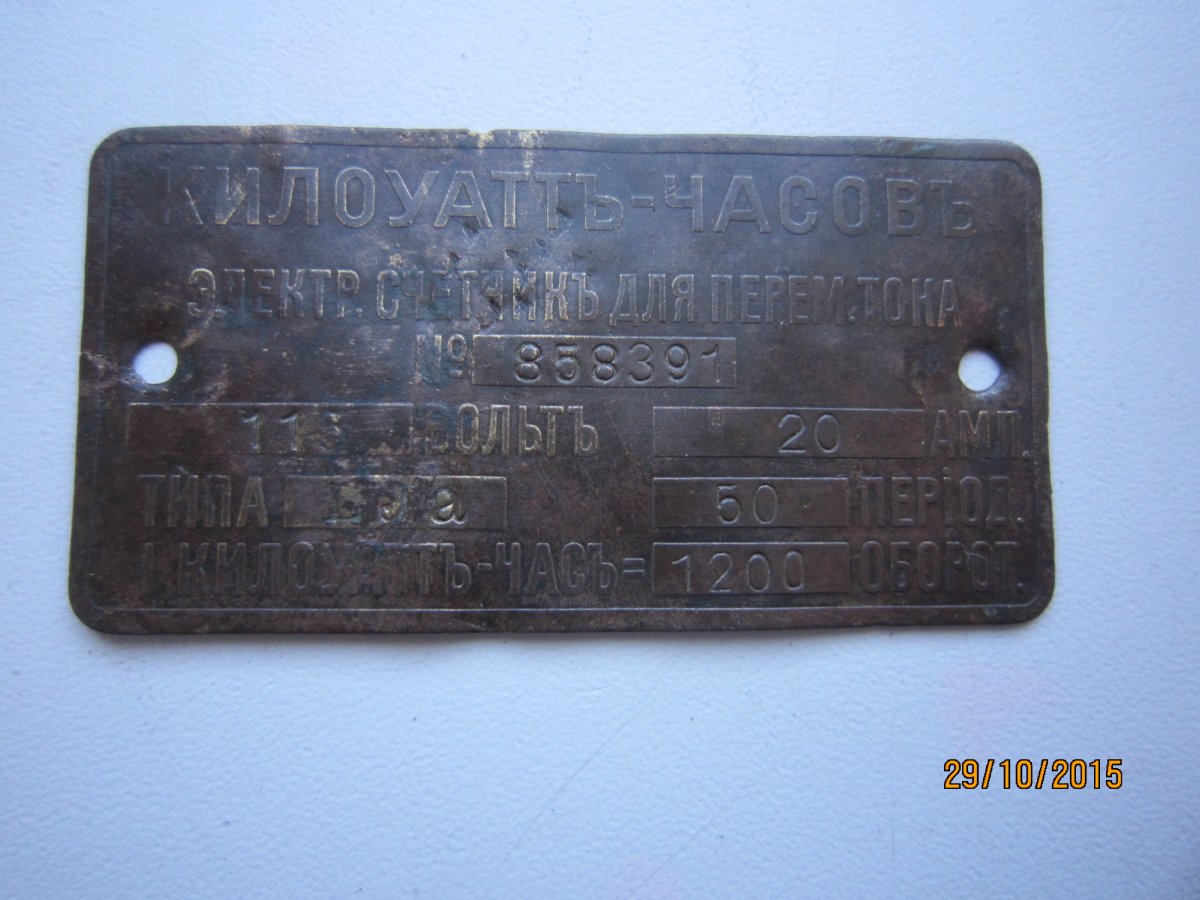 КИЛОУАТТЪ-ЧАСОВЪ
ЭЛЕКТР. СЧЕТЧИКЪ ДЛЯ ПЕРЕМ. ТОКА
№ 858391
ВОЛЬТЪ 20 АМП.
ТИПА 50 ПЕРІОД.
1 КИЛОУАТТЪ-ЧАСЪ = 1200 ОБОРОТ.
29/10/2015